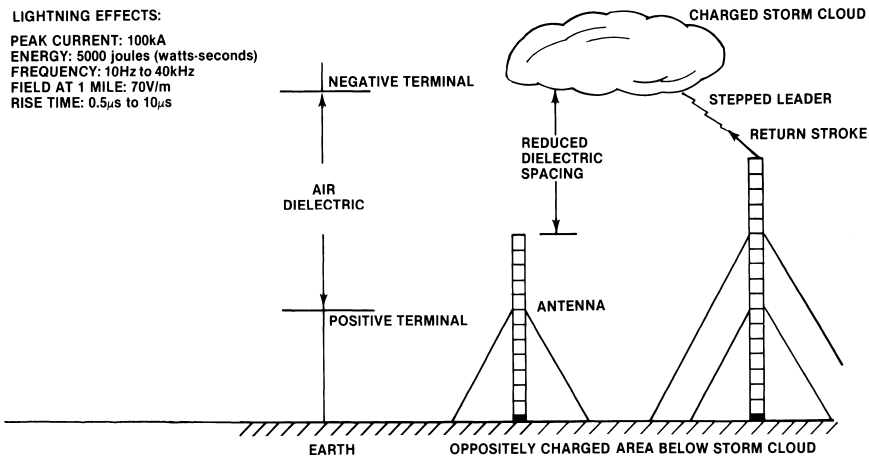 LIGHTNING EFFECTS:
PEAK CURRENT: 100kA
ENERGY: 5000 joules (watts-seconds)
FREQUENCY: 10Hz to 40kHz
FIELD AT 1 MILE: 70V/m
RISE TIME: 0.5μs to 10μs
CHARGED STORM CLOUD
NEGATIVE TERMINAL
STEPPED LEADER
RETURN STROKE
REDUCED
DIELECTRIC
SPACING
AIR
DIELECTRIC
ANTENNA
POSITIVE TERMINAL
EARTH
OPPOSITELY CHARGED AREA BELOW STORM CLOUD